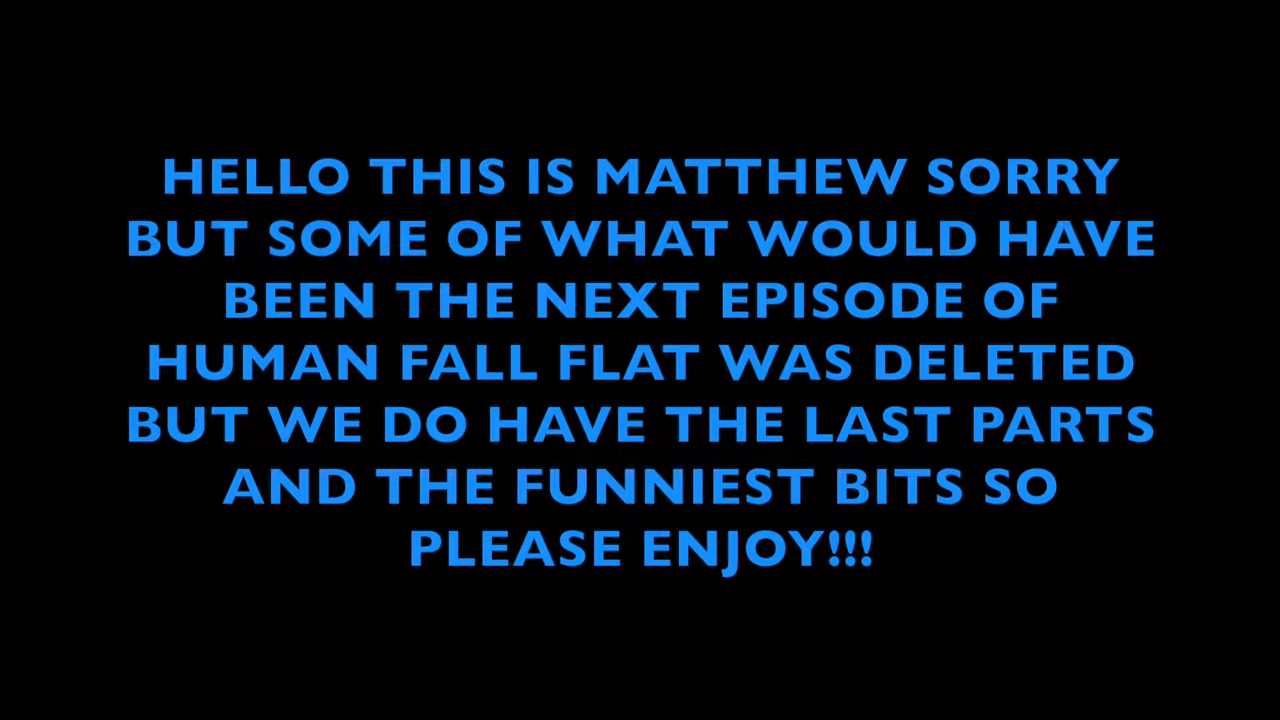 HELLO THIS IS MATTHEW SORRY
BUT SOME OF WHAT WOULD HAVE
BEEN THE NEXT EPISODE OF
HUMAN FALL FLAT WAS DELETED
BUT WE DO HAVE THE LAST PARTS
AND THE FUNNIEST BITS SO
PLEASE ENJOY!!!